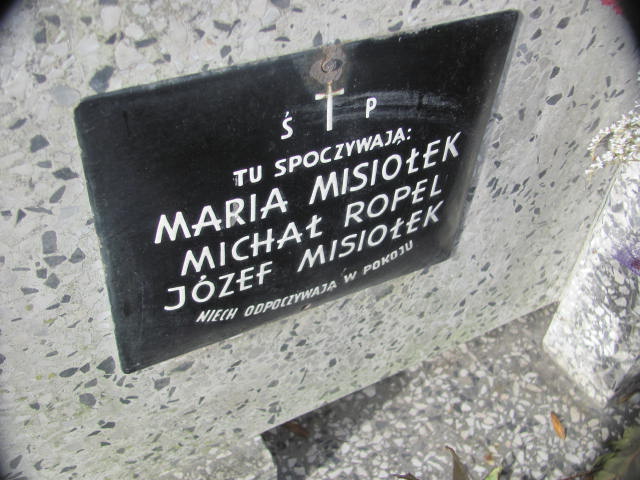 Ś P
TU SPOCZYWAJĄ:
MARIA MISIOŁEK
MICHAŁ ROPEL
JÓZEF MISIOŁEK
NIECH ODPOCZYWAJĄ W POKOJU